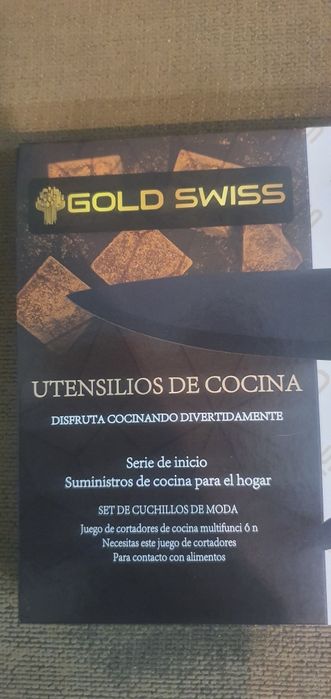 GOLD SWISS
UTENSILIOS DE COCINA
DISFRUTA COCINANDO DIVERTIDAMENTE
Serie de inicio
Suministros de cocina para el hogar
SET DE CUCHILLOS DE MODA
Juego de cortadores de cocina multifunci 6 n
Necesitas este juego de cortadores
Para contacto con alimentos